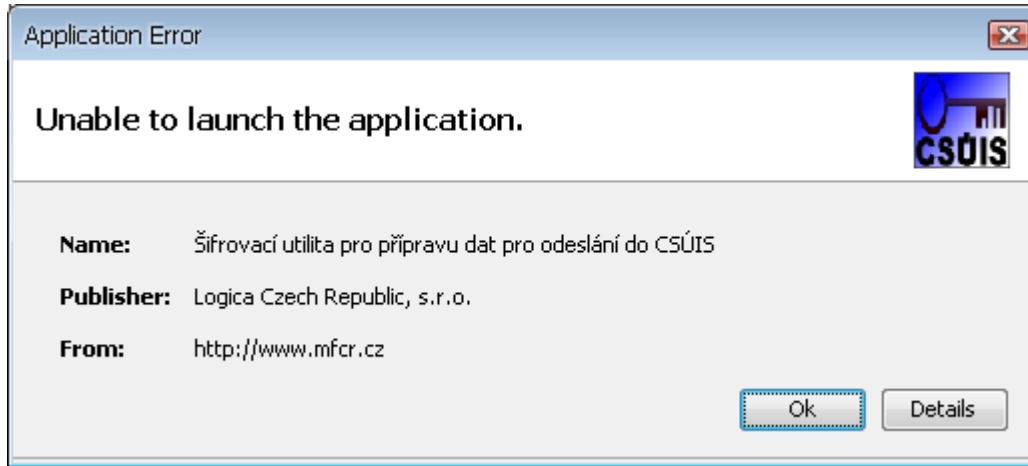 Application Error
Unable to launch the application.
CSÚIS
Name: Šifrovací utilita pro přípravu dat pro odeslání do CSÚIS
Publisher: Logica Czech Republic, s.r.o.
From: http://www.mfcr.cz
Ok Details